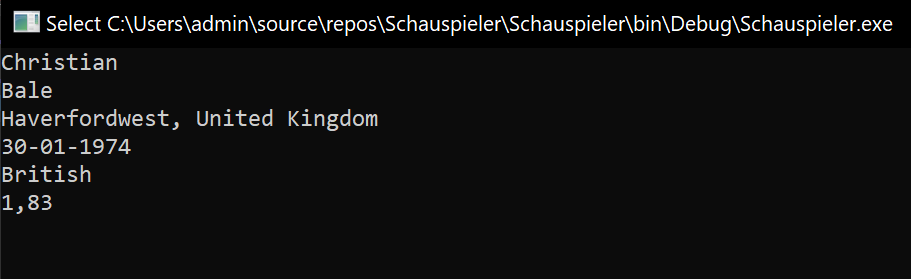 Select C:\Users\admin\source\repos\Schauspieler\Schauspieler\bin\Debug\Schauspieler.exe
Christian
Bale
Haverfordwest, United Kingdom
30-01-1974
British
1,83